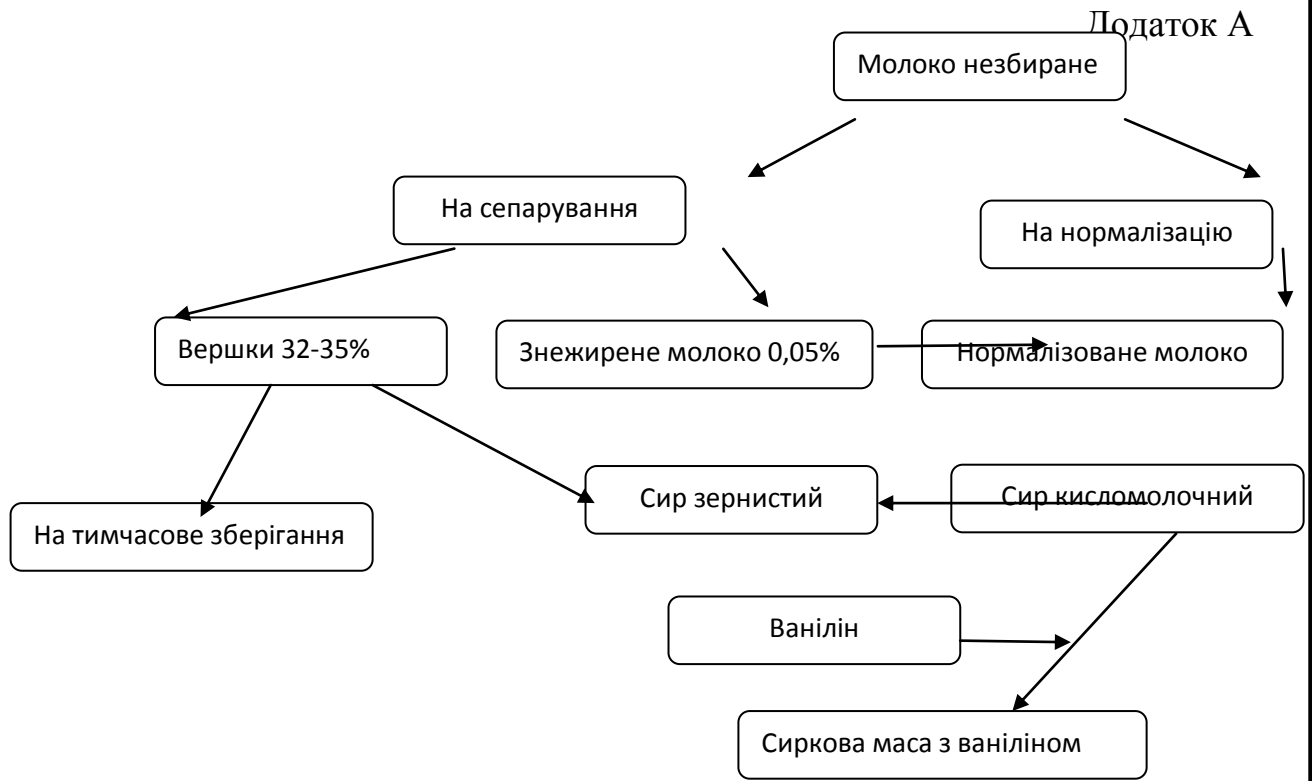 Додаток А
Молоко незбиране
На сепарування
На нормалізацію
Вершки 32-35%
Знежирене молоко 0,05%
Нормалізоване молоко
Сир зернистий
Сир кисломолочний
На тимчасове зберігання
Ванілін
Сиркова маса з ваніліном